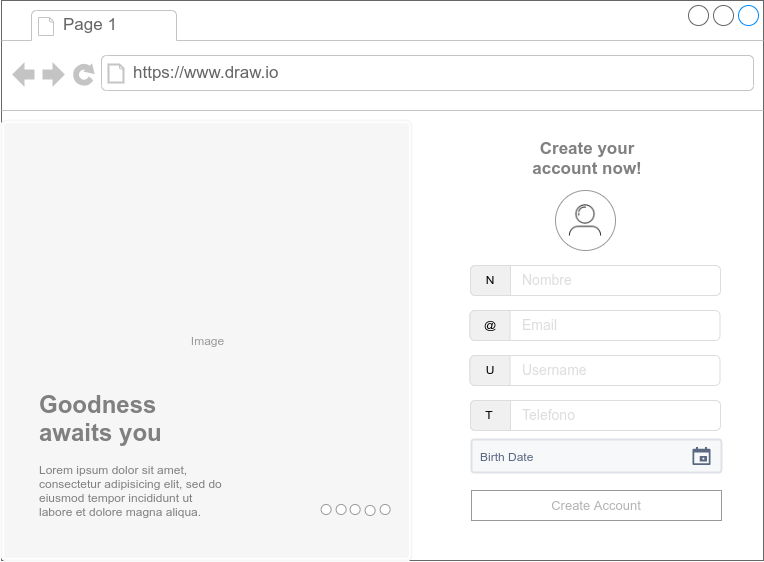 Page 1
https://www.draw.io
Image
Goodness
awaits you
Lorem ipsum dolor sit amet,
consectetur adipisicing elit, sed do
eiusmod tempor incididunt ut
labore et dolore magna aliqua.
Create your
account now!
N Nombre
@ Email
U Username
T Telefono
Birth Date
Create Account